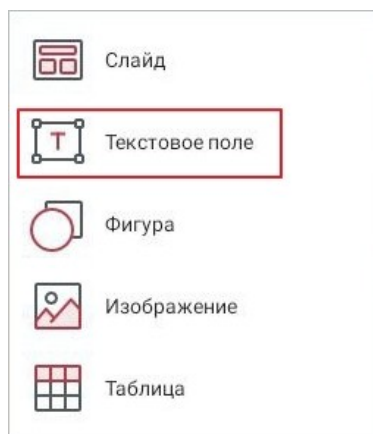 Слайд
Текстовое поле
Фигура
Изображение
Таблица